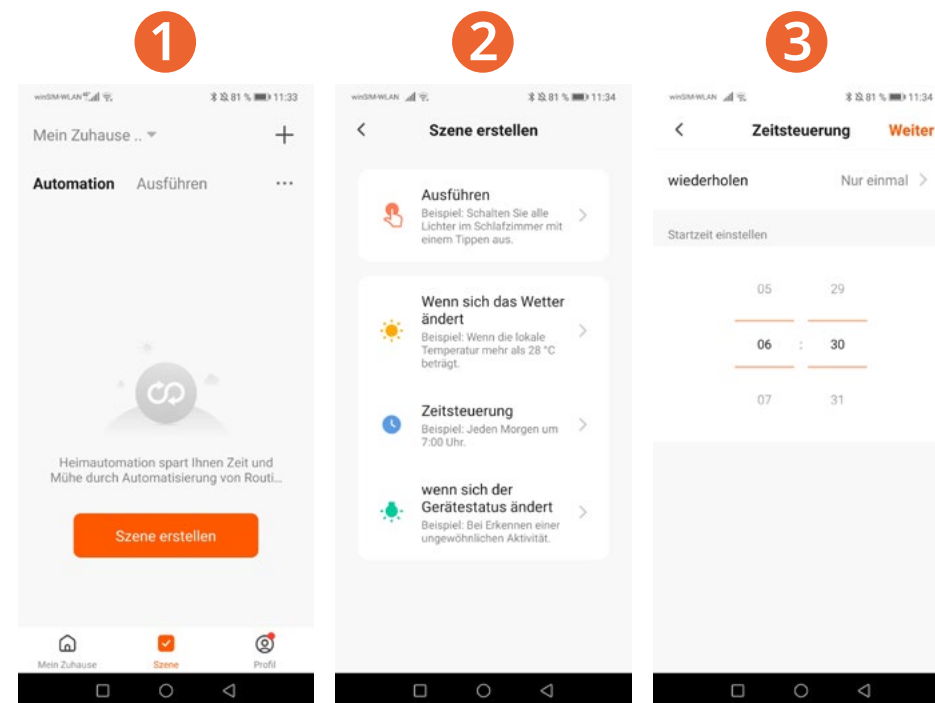 1
winSIM-WLAN 81 % 11:33
Mein Zuhause ..
Automation Ausführen ...
Heimautomation spart Ihnen Zeit und
Mühe durch Automatisierung von Routi...
Szene erstellen
Mein Zuhause Szene Profil
2
winSIM-WLAN 81 % 11:34
Szene erstellen
Ausführen
Beispiel: Schalten Sie alle
Lichter im Schlafzimmer mit
einem Tippen aus.
Wenn sich das Wetter
ändert
Beispiel: Wenn die lokale
Temperatur mehr als 28 °C
beträgt.
Zeitsteuerung
Beispiel: Jeden Morgen um
7:00 Uhr.
wenn sich der
Gerätestatus ändert
Beispiel: Bei Erkennen einer
ungewöhnlichen Aktivität.
3
winSIM-WLAN 81 % 11:34
Zeitsteuerung Weiter
wiederholen Nur einmal
Startzeit einstellen
05 29
06 : 30
07 31